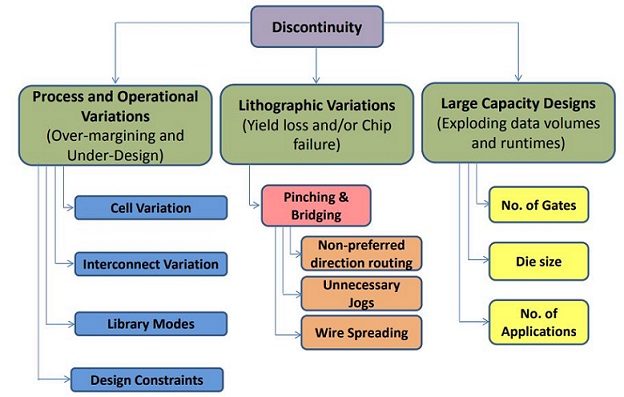 Discontinuity
Process and Operational
Variations
(Over-margining and
Under-Design)
Cell Variation
Interconnect Variation
Library Modes
Design Constraints
Lithographic Variations
(Yield loss and/or Chip
failure)
Pinching &
Bridging
Non-preferred
direction routing
Unnecessary
Jogs
Wire Spreading
Large Capacity Designs
(Exploding data volumes
and runtimes)
No. of Gates
Die size
No. of
Applications